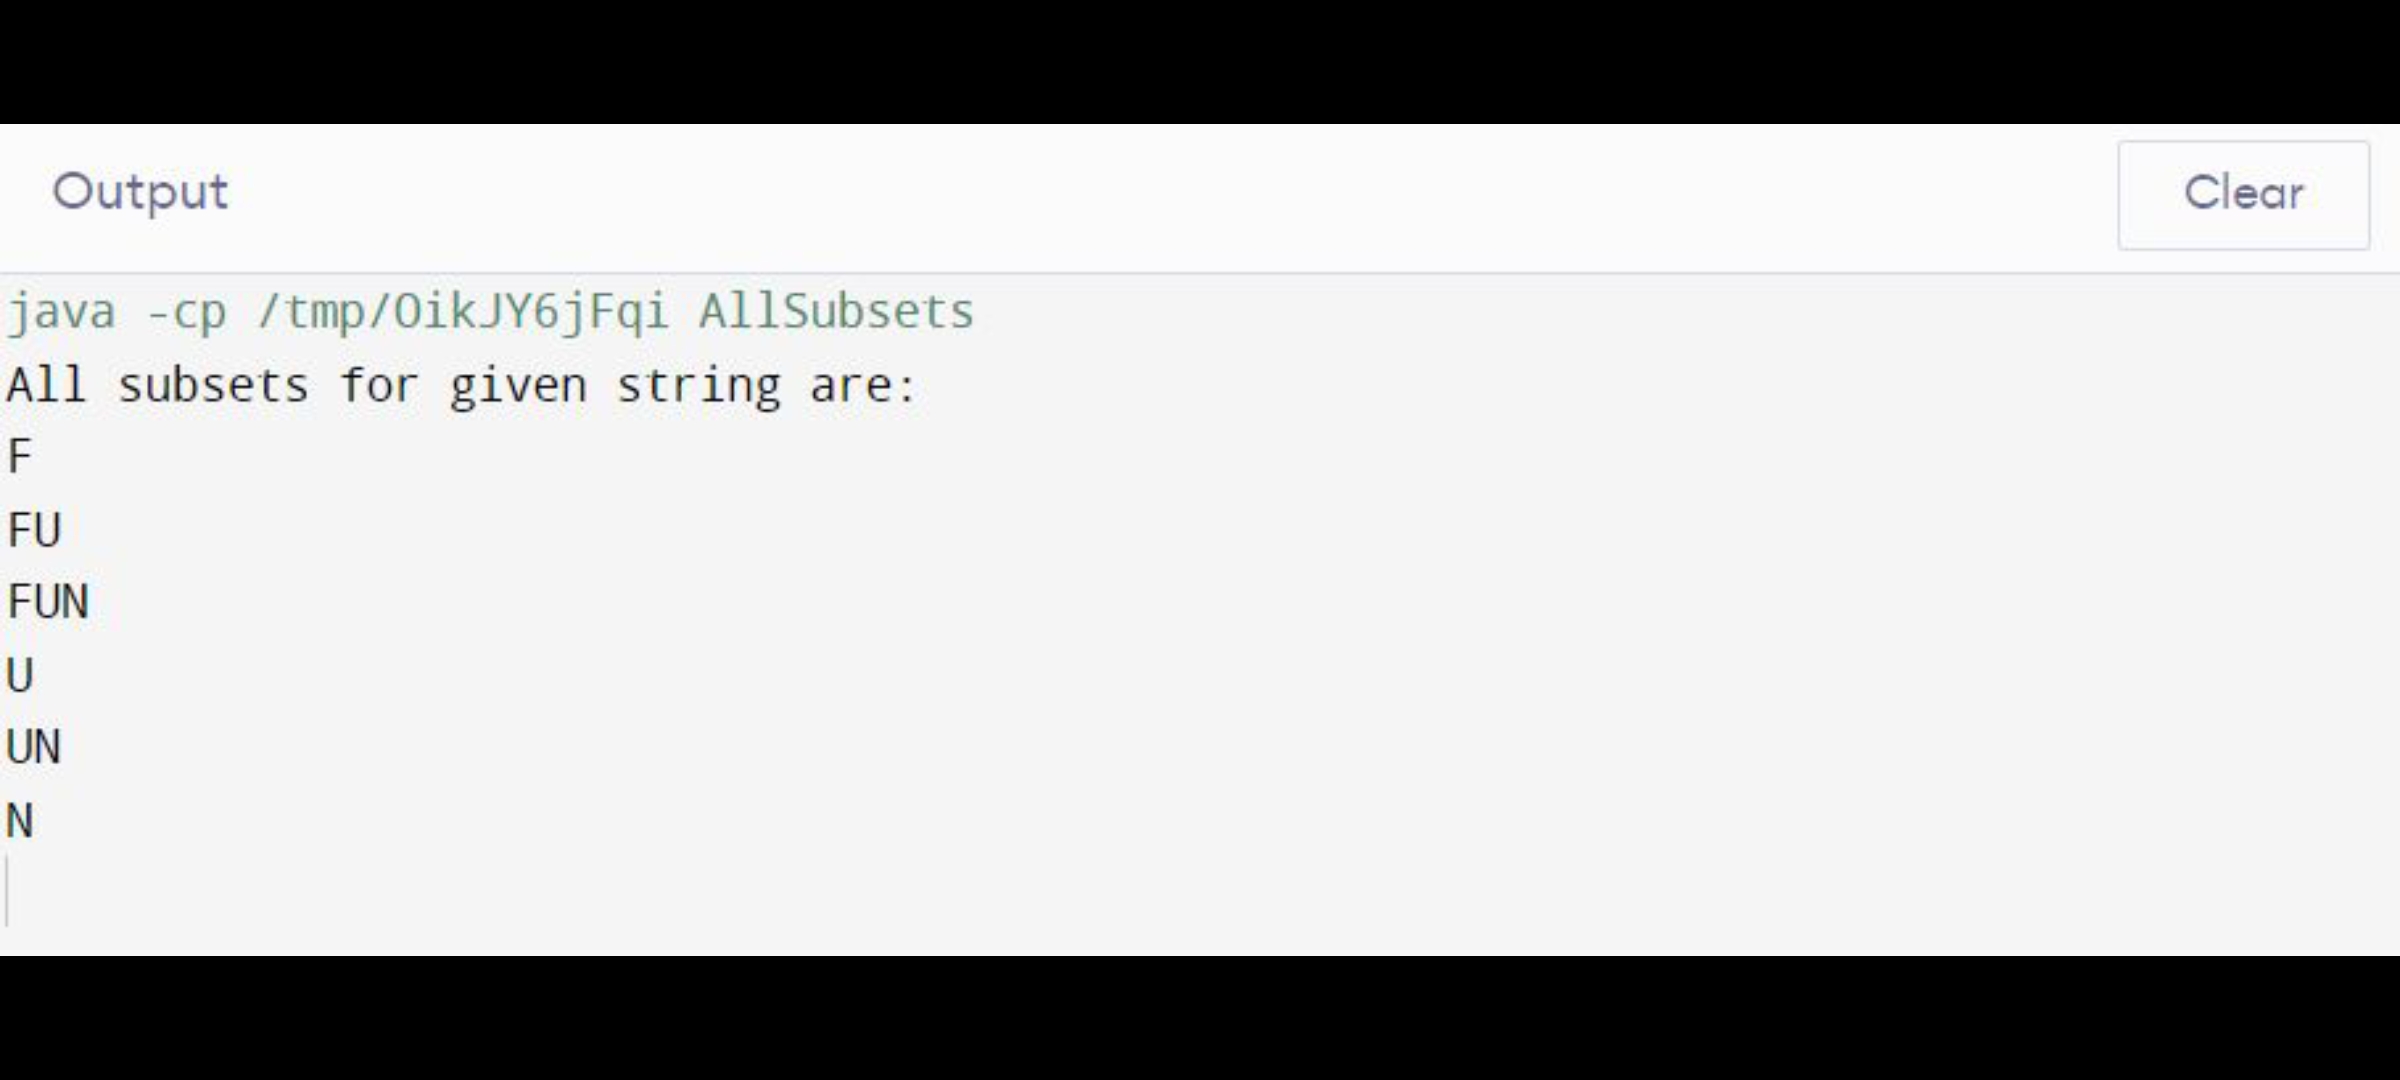 Output
Clear
java -cp /tmp/OikJY6jFqi AllSubsets
All subsets for given string are:
F
FU
FUN
U
UN
N